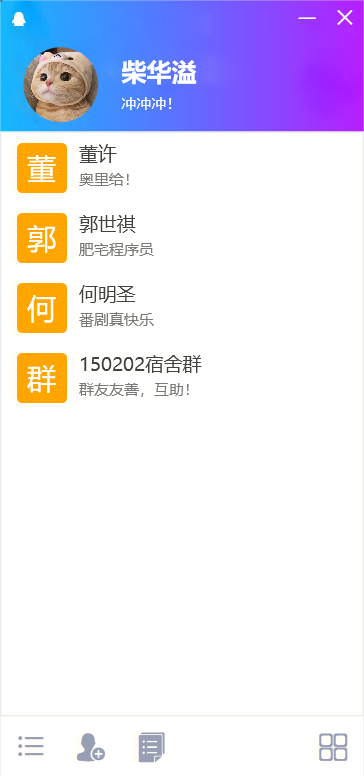 柴华溢
冲冲冲！
董
董许
奥里给！
郭
郭世祺
肥宅程序员
何
何明圣
番剧真快乐
群
150202宿舍群
群友友善，互助！